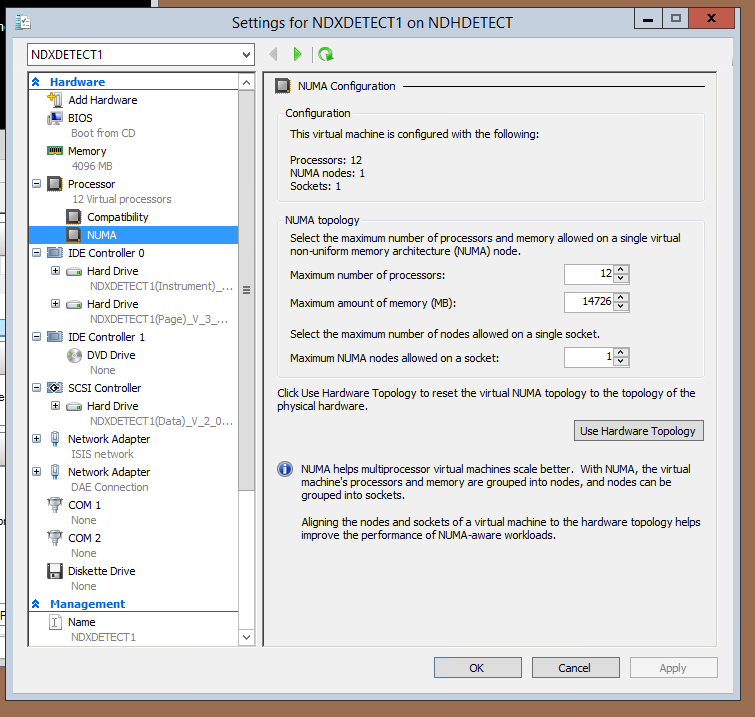 Settings for NDXDETECT1 on NDHDETECT
NDXDETECT1
Hardware
Add Hardware
BIOS
Boot from CD
Memory
4096 MB
Processor
12 Virtual processors
Compatibility
NUMA
IDE Controller 0
Hard Drive
NDXDETECT1(Instrument)_...
Hard Drive
NDXDETECT1(Page)_V_3_...
IDE Controller 1
DVD Drive
None
SCSI Controller
Hard Drive
NDXDETECT1(Data)_V_2_0...
Network Adapter
ISIS network
Network Adapter
DAE Connection
COM 1
None
COM 2
None
Diskette Drive
None
Management
Name
NDXDETECT1
NUMA Configuration
Configuration
This virtual machine is configured with the following:
Processors: 12
NUMA nodes: 1
Sockets: 1
NUMA topology
Select the maximum number of processors and memory allowed on a single virtual
non-uniform memory architecture (NUMA) node.
Maximum number of processors: 12
Maximum amount of memory (MB): 14726
Select the maximum number of nodes allowed on a single socket.
Maximum NUMA nodes allowed on a socket: 1
Click Use Hardware Topology to reset the virtual NUMA topology to the topology of the
physical hardware.
Use Hardware Topology
NUMA helps multiprocessor virtual machines scale better. With NUMA, the virtual
machine's processors and memory are grouped into nodes, and nodes can be
grouped into sockets.
Aligning the nodes and sockets of a virtual machine to the hardware topology helps
improve the performance of NUMA-aware workloads.
OK Cancel Apply